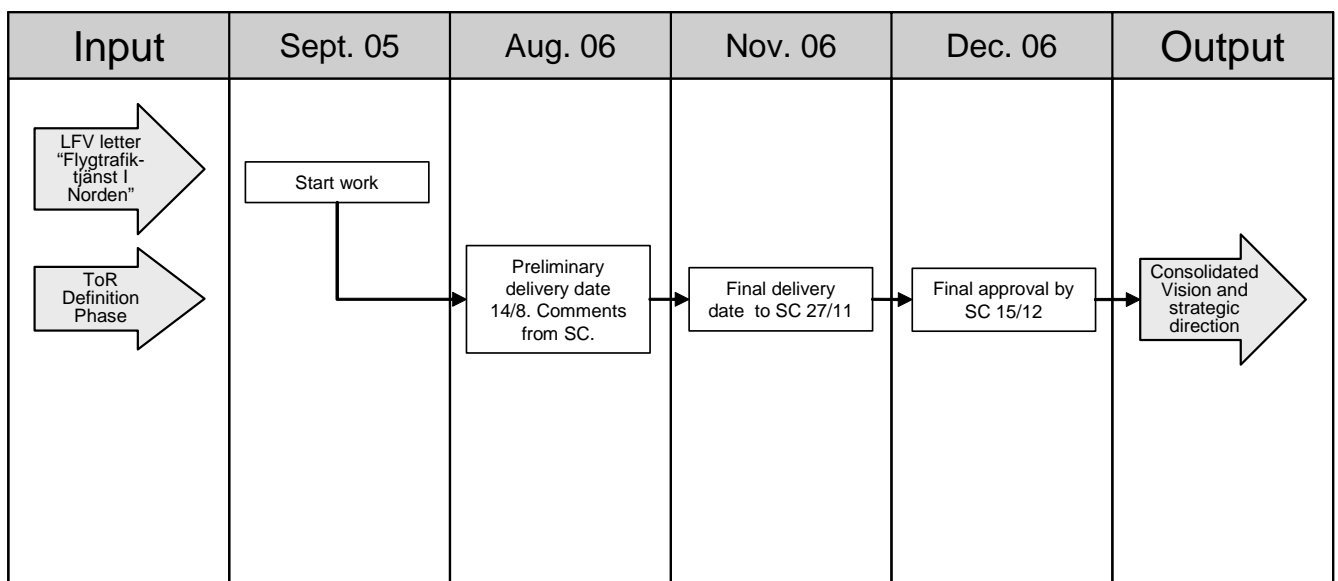 Input
Sept. 05
Aug. 06
Nov. 06
Dec. 06
Output
LFV letter
“Flygtrafik-
tjänst I
Norden”
ToR
Definition
Phase
Start work
Preliminary
delivery date
14/8. Comments
from SC.
Final delivery
date to SC 27/11
Final approval by
SC 15/12
Consolidated
Vision and
strategic
direction